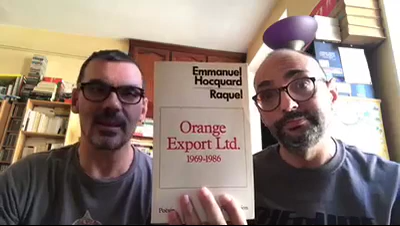 Emmanuel
Hocquard
Raquel
Orange
Export Ltd.
1969-1986